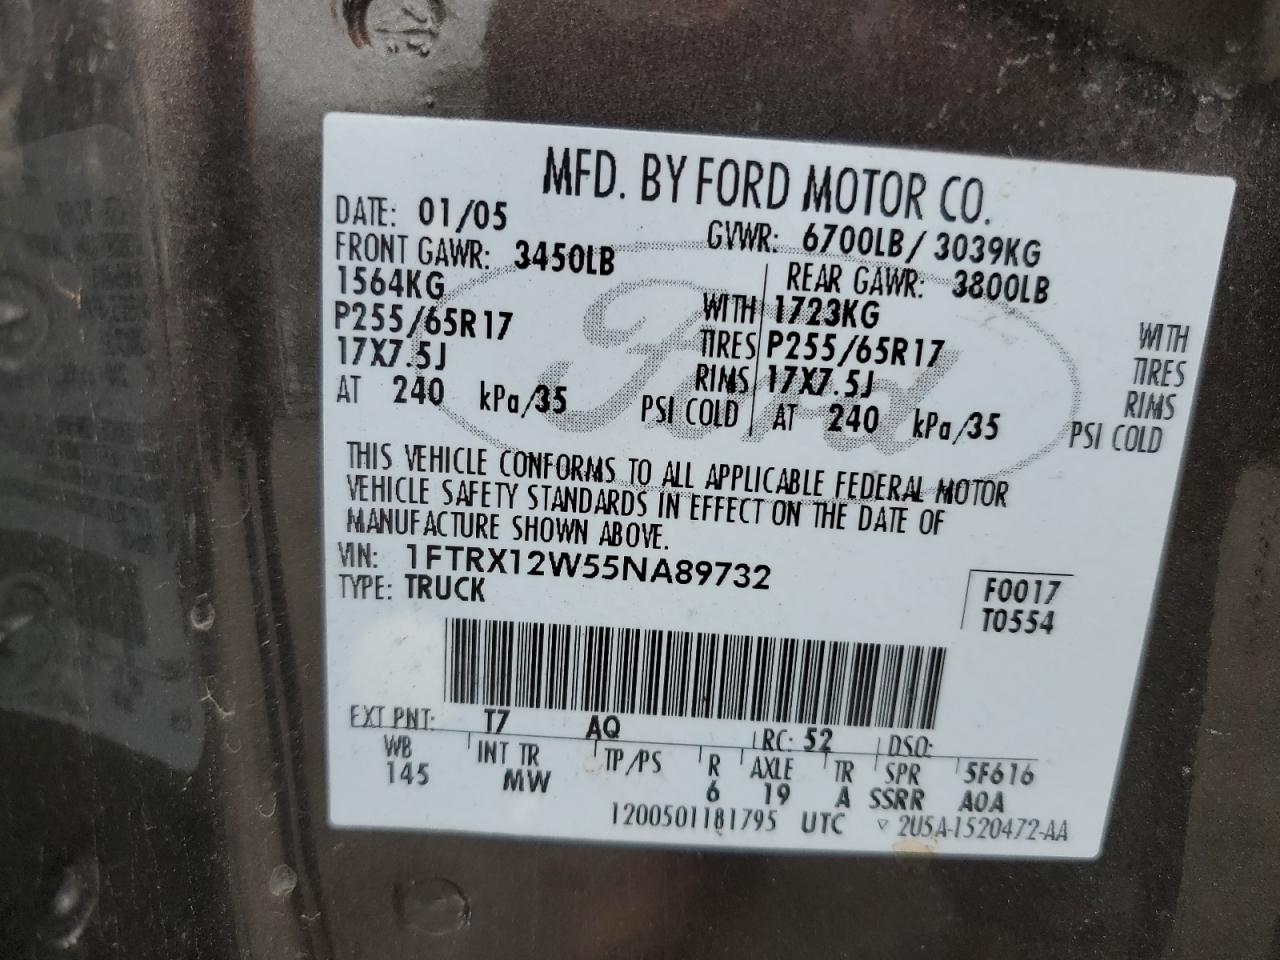 MFD. BY FORD MOTOR CO.
DATE: 01/05 GVWR: 6700LB/ 3039KG
FRONT GAWR: 3450LB REAR GAWR: 3800LB
1564KG WITH 1723KG WITH
P255/65R17 TIRES P255/65R17 TIRES
17X7.5J RIMS 17X7.5J RIMS
AT 240 kPa/35 PSI COLD AT 240 kPa/35 PSI COLD
Ford
THIS VEHICLE CONFORMS TO ALL APPLICABLE FEDERAL MOTOR
VEHICLE SAFETY STANDARDS IN EFFECT ON THE DATE OF
MANUFACTURE SHOWN ABOVE.
VIN: 1FTRX12W55NA89732
TYPE: TRUCK
F0017
T0554
EXT PNT: T7 AQ RC: 52 DSO:
WB INT TR TP/PS R AXLE TR SPR 5F616
145 MW 6 19 A SSRR A0A
1200501181795 UTC ▽ 2U5A-1520472-AA